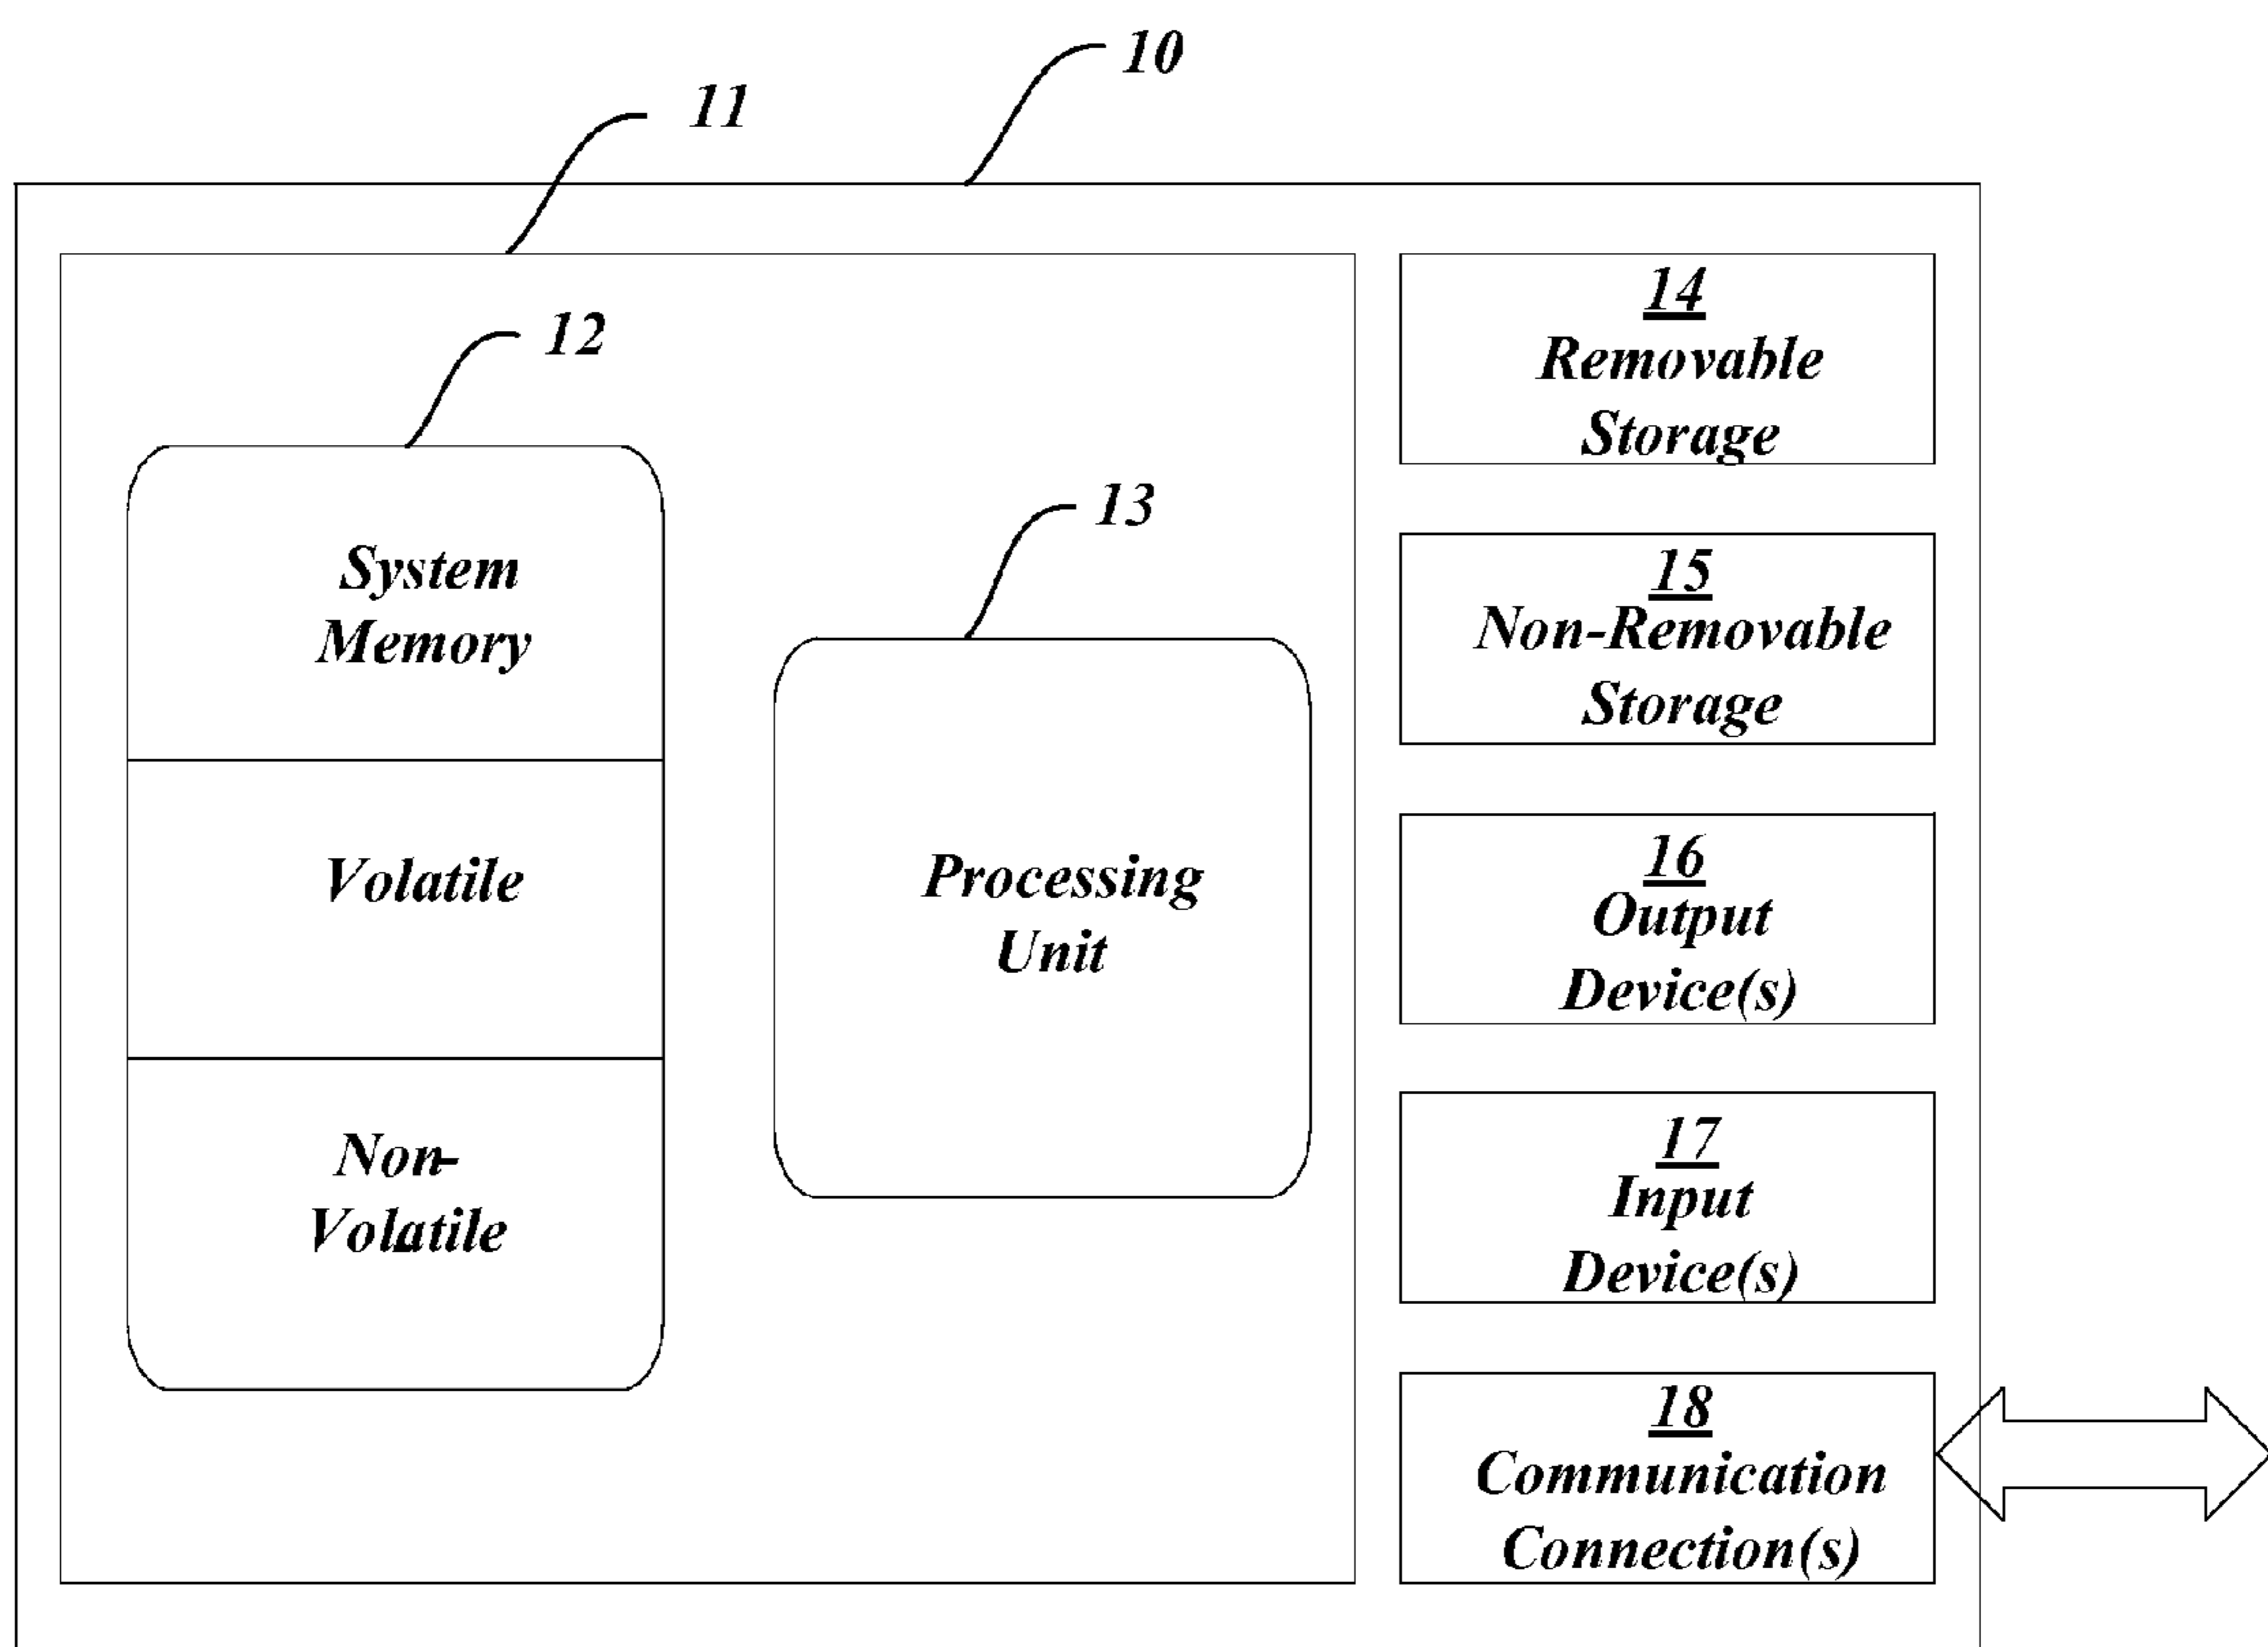 10
11
12
System
Memory
Volatile
Non-
Volatile
13
Processing
Unit
14
Removable
Storage
15
Non-Removable
Storage
16
Output
Device(s)
17
Input
Device(s)
18
Communication
Connection(s)